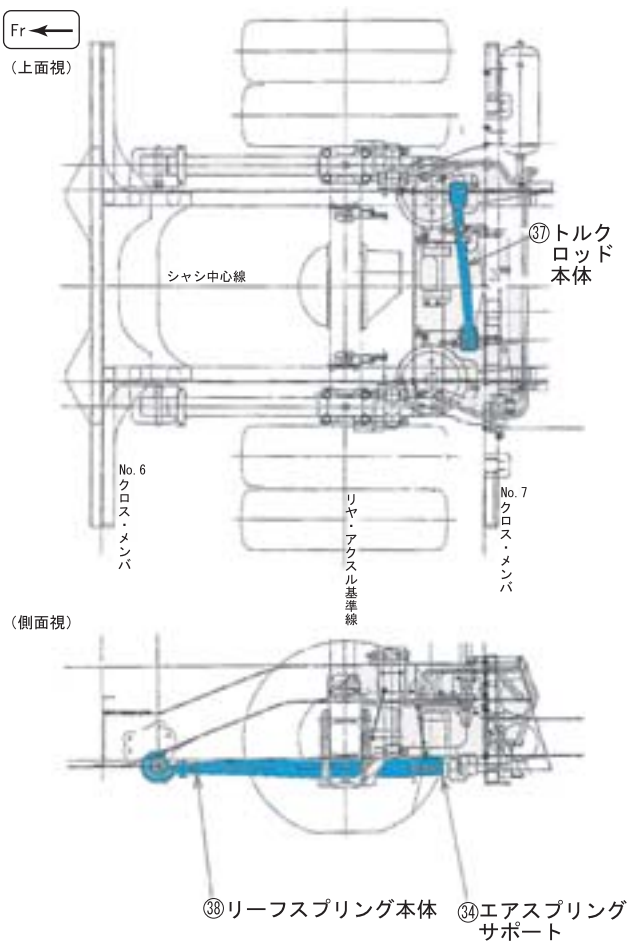 Fr
(上面視)
㊲トルク
ロッド
本体
シャシ中心線
No.6
クロス・メンバ
リヤ・アクスル基準線
No.7
クロス・メンバ
(側面視)
㊳リーフスプリング本体
㉞エアスプリング
サポート